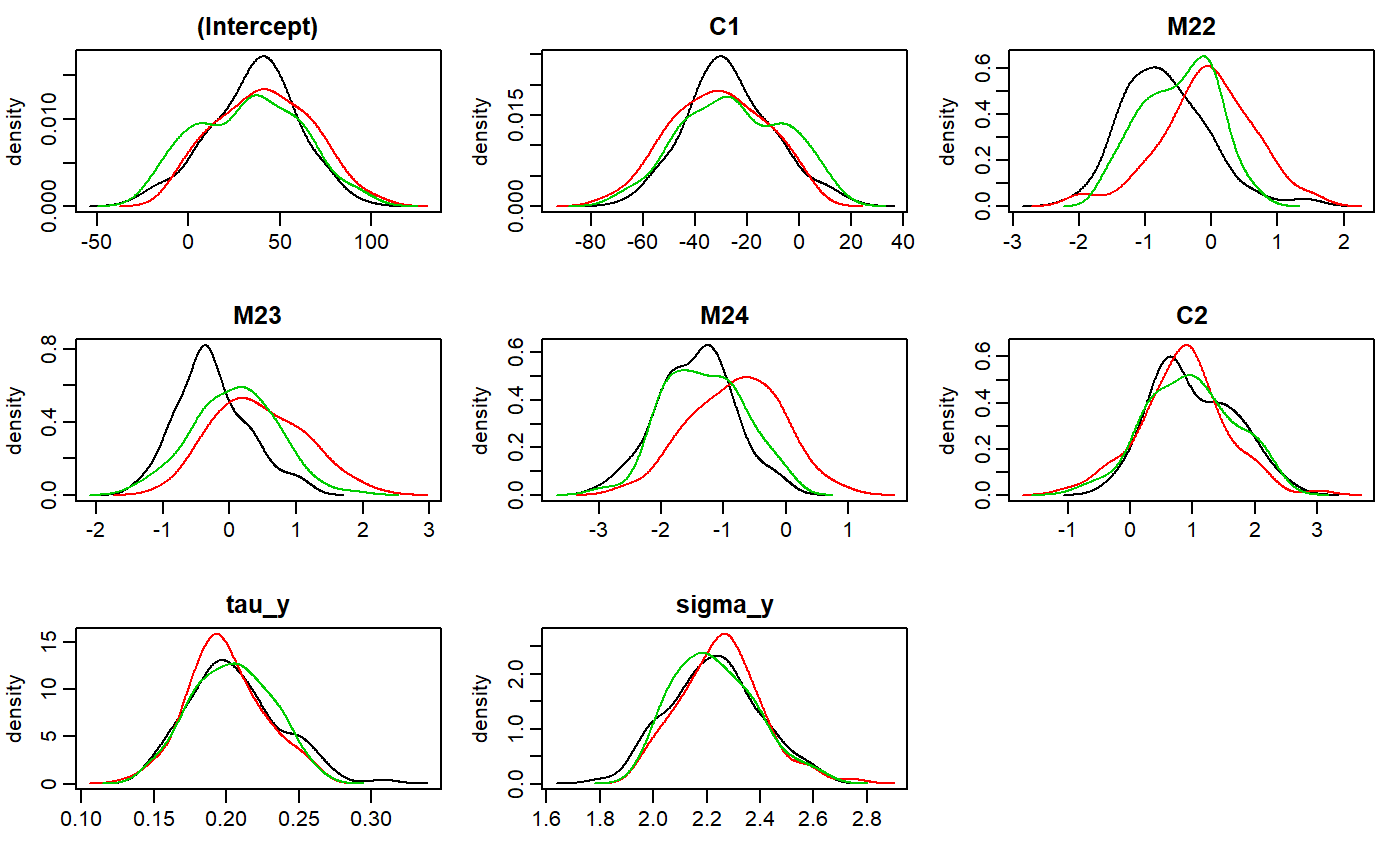 (Intercept)
density
0.000 0.010
-50 0 50 100
C1
density
0.000 0.015
-80 -60 -40 -20 0 20 40
M22
density
0.0 0.2 0.4 0.6
-3 -2 -1 0 1 2
M23
density
0.0 0.4 0.8
-2 -1 0 1 2 3
M24
density
0.0 0.2 0.4 0.6
-3 -2 -1 0 1
C2
density
0.0 0.2 0.4 0.6
-1 0 1 2 3
tau_y
density
0 5 10 15
0.10 0.15 0.20 0.25 0.30
sigma_y
density
0.0 1.0 2.0
1.6 1.8 2.0 2.2 2.4 2.6 2.8